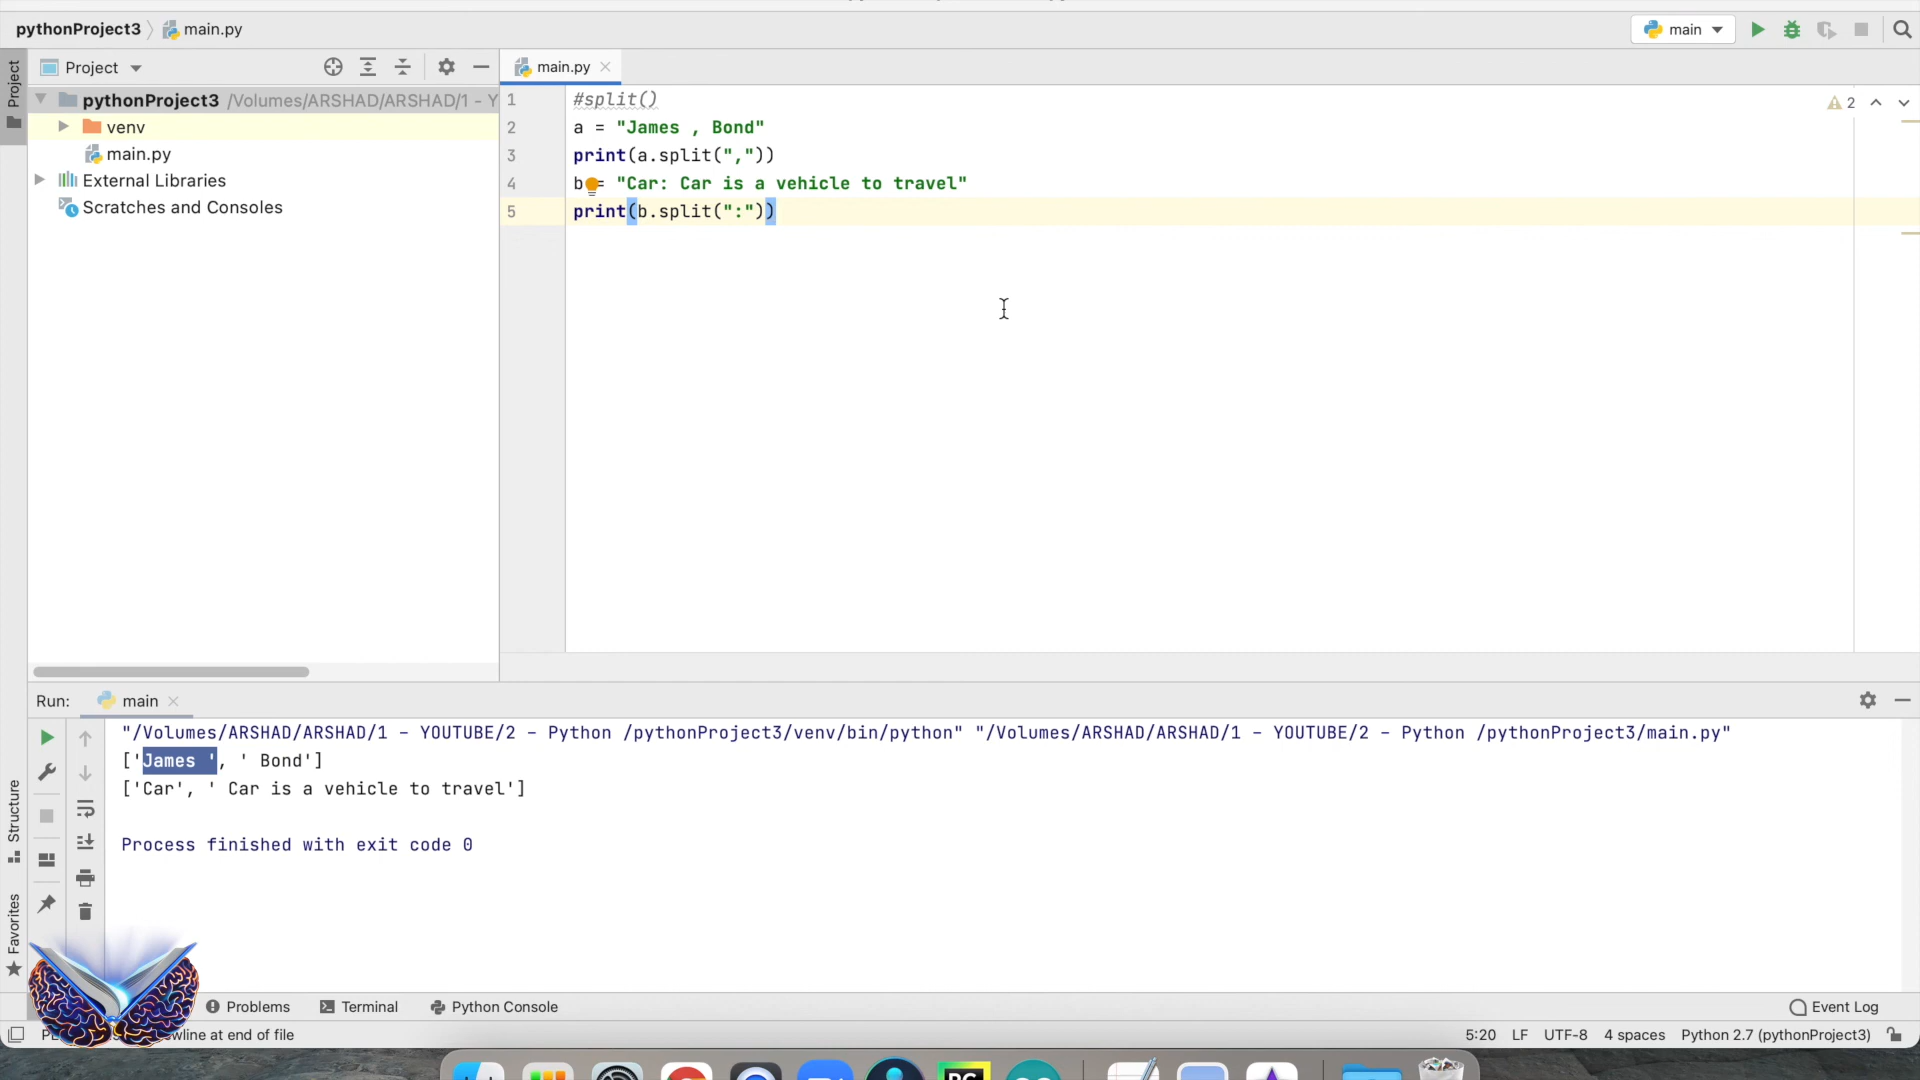 pythonProject3 main.py
main
Project
main.py
Project
pythonProject3 /Volumes/ARSHAD/ARSHAD/1 - Y
venv
main.py
External Libraries
Scratches and Consoles
1 #split()
2 a = "James , Bond"
3 print(a.split(","))
4 b = "Car: Car is a vehicle to travel"
5 print(b.split(":"))
2
Run: main
"/Volumes/ARSHAD/ARSHAD/1 - YOUTUBE/2 - Python /pythonProject3/venv/bin/python" "/Volumes/ARSHAD/ARSHAD/1 - YOUTUBE/2 - Python /pythonProject3/main.py"
['James ', ' Bond']
['Car', ' Car is a vehicle to travel']
Process finished with exit code 0
Structure
Favorites
Problems Terminal Python Console Event Log
at end of file
5:20 LF UTF-8 4 spaces Python 2.7 (pythonProject3)
PC